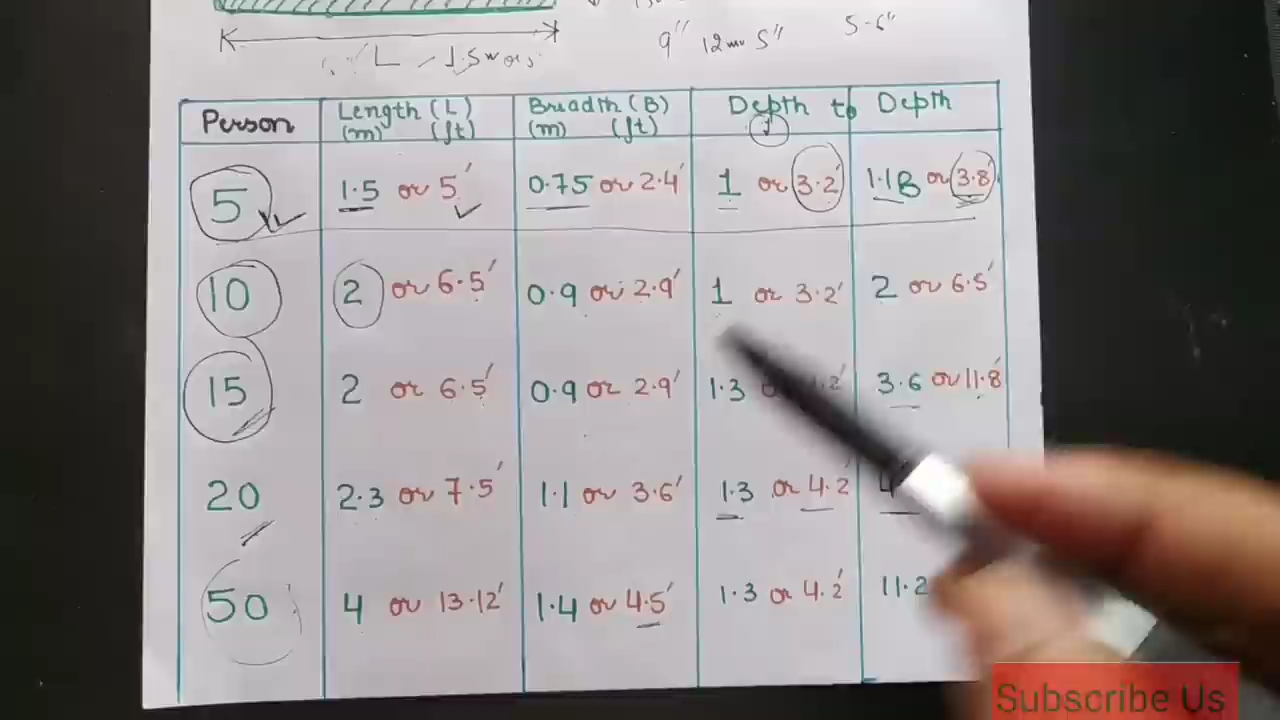 L 1.5m or
9" 12mm 5"
5-6"
Person Length (L) Breadth (B) Depth to Depth
(m) (ft) (m) (ft)
5 1.5 or 5' 0.75 or 2.4' 1 or 3.2' 1.18 or 3.8'
10 2 or 6.5' 0.9 or 2.9' 1 or 3.2' 2 or 6.5'
15 2 or 6.5' 0.9 or 2.9' 1.3 3.6 or 11.8'
20 2.3 or 7.5' 1.1 or 3.6' 1.3 or 4.2' 4
50 4 or 13.12' 1.4 or 4.5' 1.3 or 4.2' 11.2
Subscribe Us